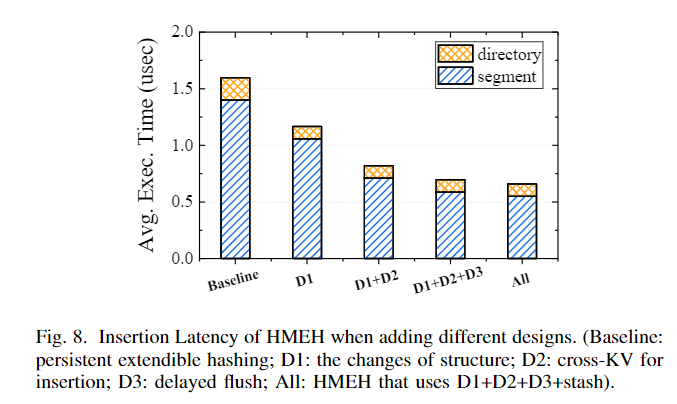 2.0
1.5
1.0
0.5
0.0
Avg. Exec. Time (usec)
directory
segment
Baseline
D1
D1+D2
D1+D2+D3
All
Fig. 8. Insertion Latency of HMEH when adding different designs. (Baseline:
persistent extendible hashing; D1: the changes of structure; D2: cross-KV for
insertion; D3: delayed flush; All: HMEH that uses D1+D2+D3+stash).